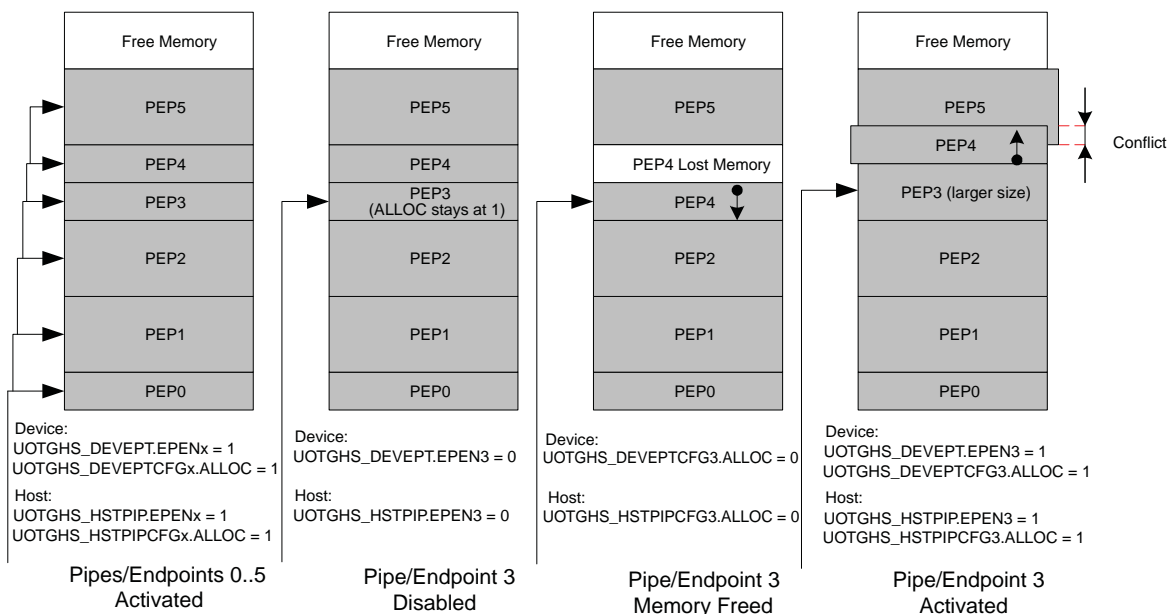 Free Memory
PEP5
PEP4
PEP3
PEP2
PEP1
PEP0
Device:
UOTGHS_DEVEPT.EPENx = 1
UOTGHS_DEVEPTCFGx.ALLOC = 1
Host:
UOTGHS_HSTPIP.EPENx = 1
UOTGHS_HSTPIPCFGx.ALLOC = 1
Pipes/Endpoints 0..5
Activated
Free Memory
PEP5
PEP4
PEP3
(ALLOC stays at 1)
PEP2
PEP1
PEP0
Device:
UOTGHS_DEVEPT.EPEN3 = 0
Host:
UOTGHS_HSTPIP.EPEN3 = 0
Pipe/Endpoint 3
Disabled
Free Memory
PEP5
PEP4 Lost Memory
PEP4
PEP2
PEP1
PEP0
Device:
UOTGHS_DEVEPTCFG3.ALLOC = 0
Host:
UOTGHS_HSTPIPCFG3.ALLOC = 0
Pipe/Endpoint 3
Memory Freed
Free Memory
PEP5
PEP4
Conflict
PEP3 (larger size)
PEP2
PEP1
PEP0
Device:
UOTGHS_DEVEPT.EPEN3 = 1
UOTGHS_DEVEPTCFG3.ALLOC = 1
Host:
UOTGHS_HSTPIP.EPEN3 = 1
UOTGHS_HSTPIPCFG3.ALLOC = 1
Pipe/Endpoint 3
Activated